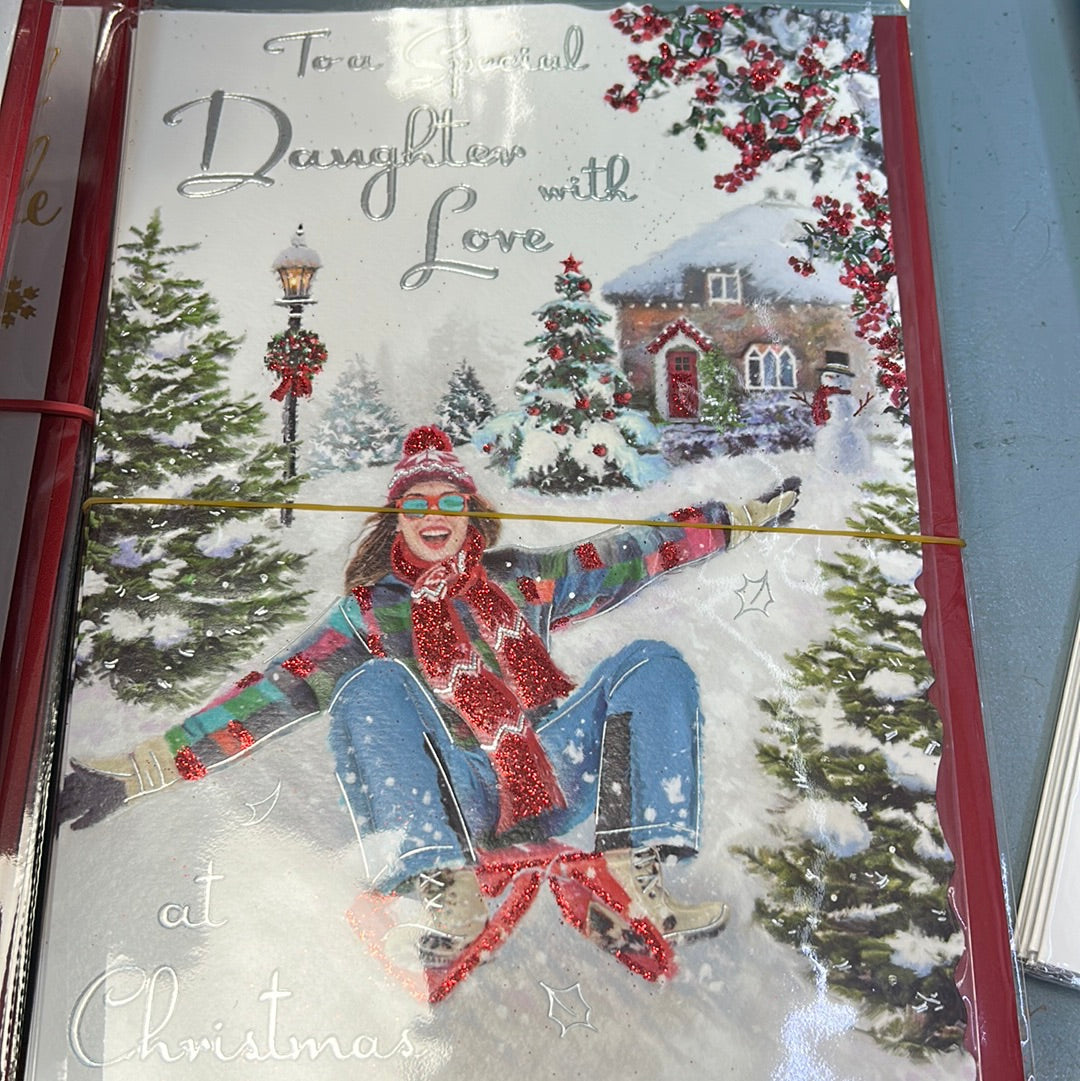 To a Special
Daughter
with
Love
at
Christmas